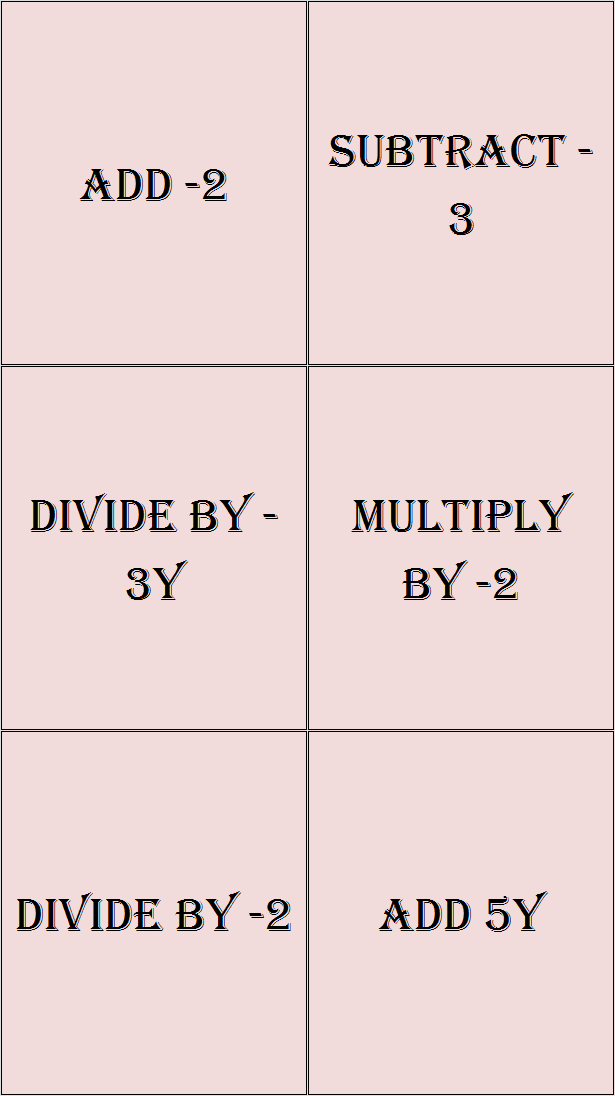 ADD -2
SUBTRACT -
3
DIVIDE BY -
3Y
MULTIPLY
BY -2
DIVIDE BY -2
ADD 5Y